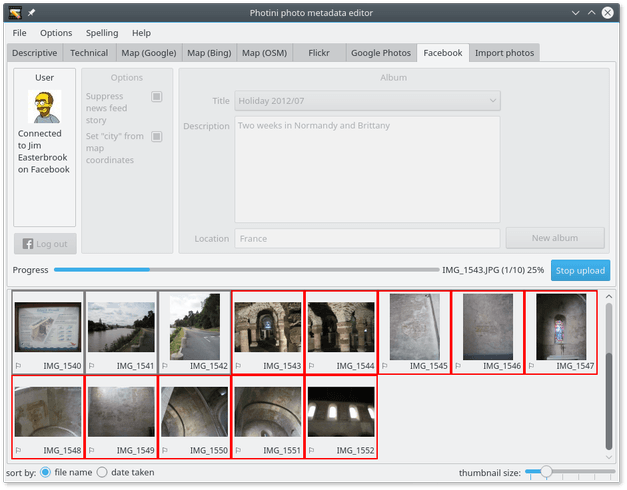 Photini photo metadata editor
File Options Spelling Help
Descriptive Technical Map (Google) Map (Bing) Map (OSM) Flickr Google Photos Facebook Import photos
User
Connected
to Jim
Easterbrook
on Facebook
Log out
Options
Suppress
news feed
story
Set "city" from
map
coordinates
Album
Title Holiday 2012/07
Description Two weeks in Normandy and Brittany
Location France New album
Progress IMG_1543.JPG (1/10) 25% Stop upload
IMG_1540 IMG_1541 IMG_1542 IMG_1543 IMG_1544 IMG_1545 IMG_1546 IMG_1547
IMG_1548 IMG_1549 IMG_1550 IMG_1551 IMG_1552
sort by: file name date taken thumbnail size: